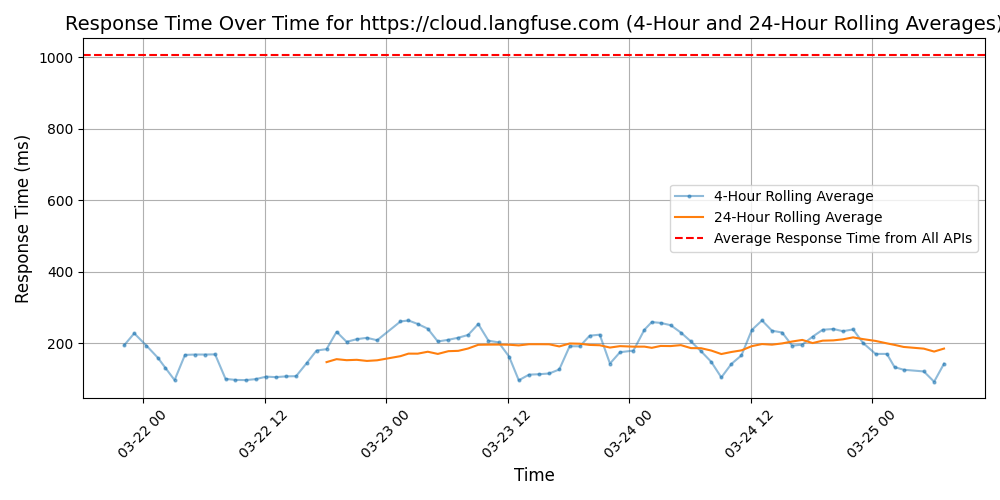 Response Time Over Time for https://cloud.langfuse.com (4-Hour and 24-Hour Rolling Averages)
Response Time (ms)
1000
800
600
400
200
4-Hour Rolling Average
24-Hour Rolling Average
Average Response Time from All APIs
03-22 00
03-22 12
03-23 00
03-23 12
03-24 00
03-24 12
03-25 00
Time